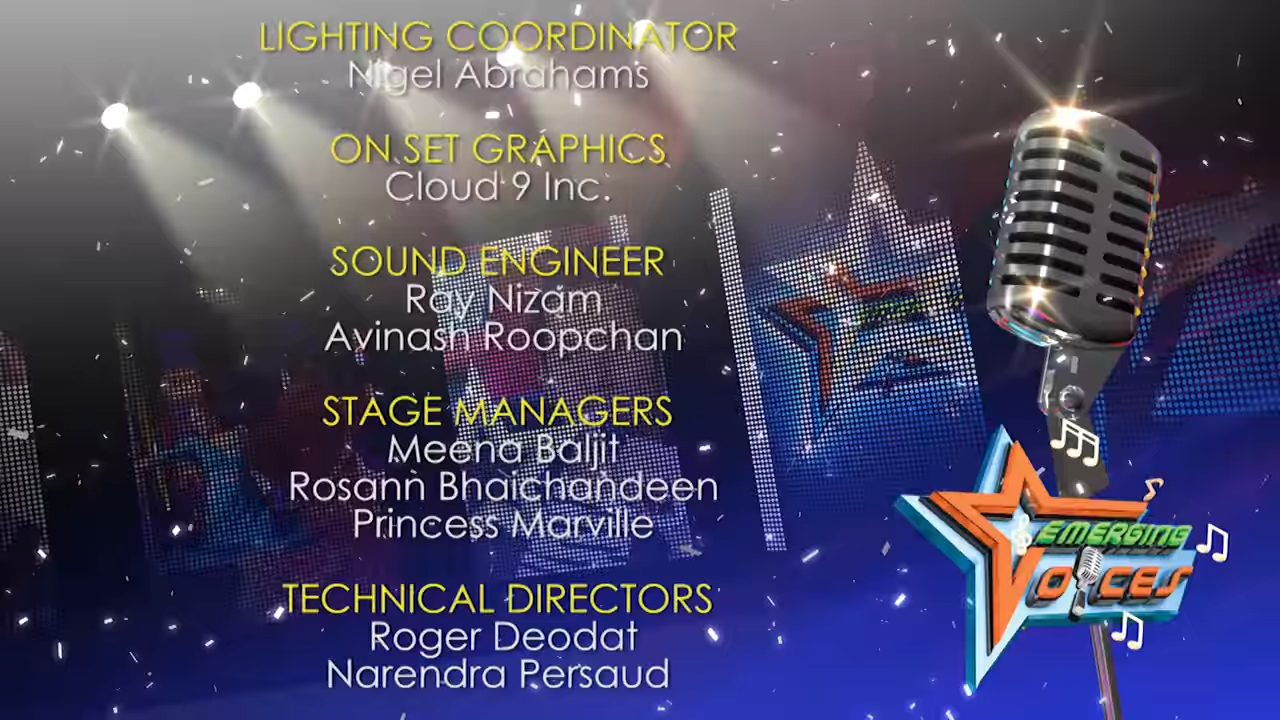 LIGHTING COORDINATOR
Nigel Abrahams
ON SET GRAPHICS
Cloud 9 Inc.
SOUND ENGINEER
Ray Nizam
Avinash Roopchan
STAGE MANAGERS
Meena Baljit
Rosann Bhaichandeen
Princess Marville
TECHNICAL DIRECTORS
Roger Deodat
Narendra Persaud
EMERGING
VOICES